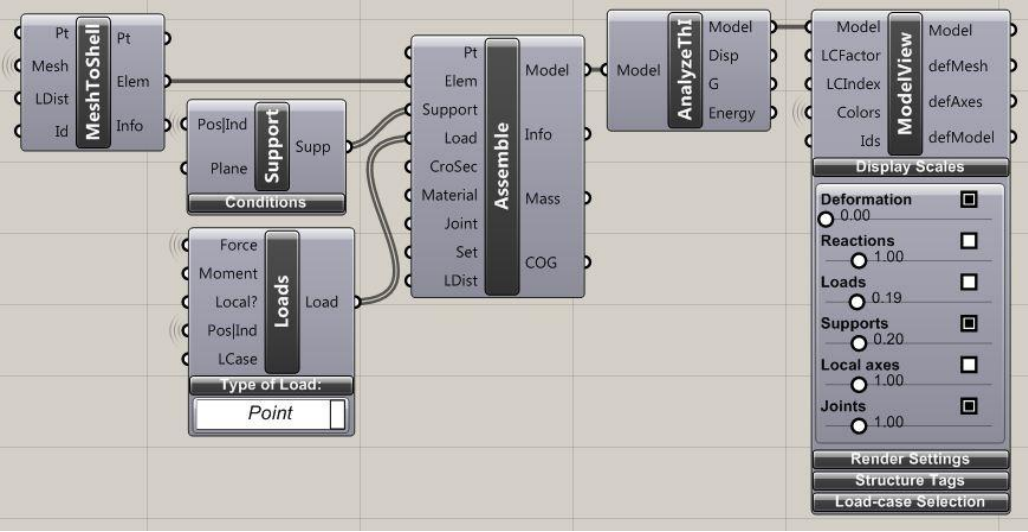 MeshToShell
Pt
Mesh
LDist
Id
Pt
Elem
Info
Support
Pos|Ind
Plane
Supp
Conditions
Loads
Force
Moment
Local?
Pos|Ind
LCase
Load
Type of Load:
Point
Assemble
Pt
Elem
Support
Load
CroSec
Material
Joint
Set
LDist
Model
Info
Mass
COG
AnalyzeThI
Model
Model
Disp
G
Energy
ModelView
Model
LCFactor
LCIndex
Colors
Ids
Model
defMesh
defAxes
defModel
Display Scales
Deformation
0.00
Reactions
1.00
Loads
0.19
Supports
0.20
Local axes
1.00
Joints
1.00
Render Settings
Structure Tags
Load-case Selection